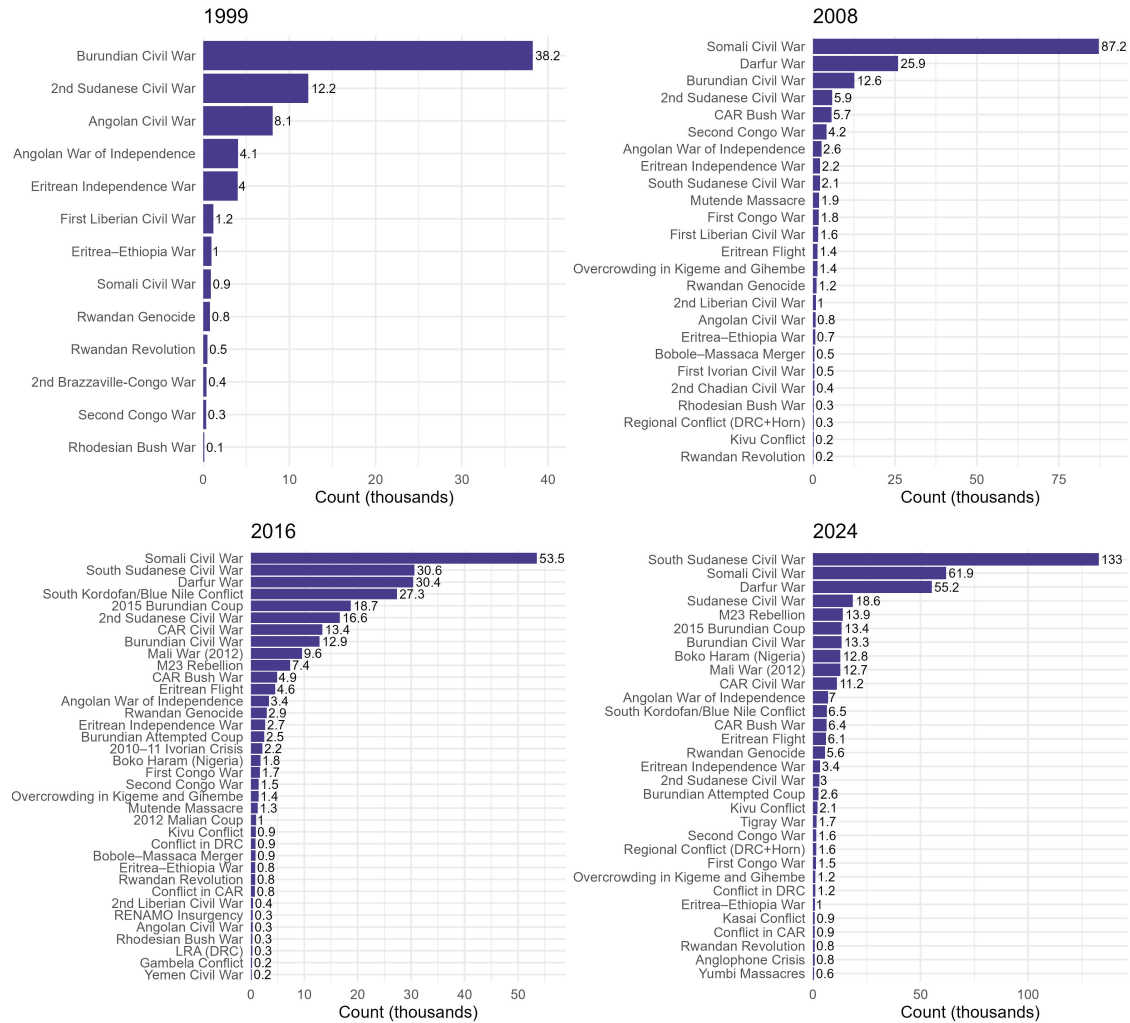 1999
Burundian Civil War 38.2
2nd Sudanese Civil War 12.2
Angolan Civil War 8.1
Angolan War of Independence 4.1
Eritrean Independence War 4
First Liberian Civil War 1.2
Eritrea–Ethiopia War 1
Somali Civil War 0.9
Rwandan Genocide 0.8
Rwandan Revolution 0.5
2nd Brazzaville-Congo War 0.4
Second Congo War 0.3
Rhodesian Bush War 0.1
0 10 20 30 40
Count (thousands)
2008
Somali Civil War 87.2
Darfur War 25.9
Burundian Civil War 12.6
2nd Sudanese Civil War 5.9
CAR Bush War 5.7
Second Congo War 4.2
Angolan War of Independence 2.6
Eritrean Independence War 2.2
South Sudanese Civil War 2.1
Mutende Massacre 1.9
First Congo War 1.8
First Liberian Civil War 1.6
Eritrean Flight 1.4
Overcrowding in Kigeme and Gihembe 1.4
Rwandan Genocide 1.2
2nd Liberian Civil War 1
Angolan Civil War 0.8
Eritrea–Ethiopia War 0.7
Bobole–Massaca Merger 0.5
First Ivorian Civil War 0.5
2nd Chadian Civil War 0.4
Rhodesian Bush War 0.3
Regional Conflict (DRC+Horn) 0.3
Kivu Conflict 0.2
Rwandan Revolution 0.2
0 25 50 75
Count (thousands)
2016
Somali Civil War 53.5
South Sudanese Civil War 30.6
Darfur War 30.4
South Kordofan/Blue Nile Conflict 27.3
2015 Burundian Coup 18.7
2nd Sudanese Civil War 16.6
CAR Civil War 13.4
Burundian Civil War 12.9
Mali War (2012) 9.6
M23 Rebellion 7.4
CAR Bush War 4.9
Eritrean Flight 4.6
Angolan War of Independence 3.4
Rwandan Genocide 2.9
Eritrean Independence War 2.7
Burundian Attempted Coup 2.5
2010–11 Ivorian Crisis 2.2
Boko Haram (Nigeria) 1.8
First Congo War 1.7
Second Congo War 1.5
Overcrowding in Kigeme and Gihembe 1.4
Mutende Massacre 1.3
2012 Malian Coup 1
Kivu Conflict 0.9
Conflict in DRC 0.9
Bobole–Massaca Merger 0.9
Eritrea–Ethiopia War 0.8
Rwandan Revolution 0.8
Conflict in CAR 0.8
2nd Liberian Civil War 0.4
RENAMO Insurgency 0.3
Angolan Civil War 0.3
Rhodesian Bush War 0.3
LRA (DRC) 0.3
Gambela Conflict 0.2
Yemen Civil War 0.2
0 10 20 30 40 50
Count (thousands)
2024
South Sudanese Civil War 133
Somali Civil War 61.9
Darfur War 55.2
Sudanese Civil War 18.6
M23 Rebellion 13.9
2015 Burundian Coup 13.4
Burundian Civil War 13.3
Boko Haram (Nigeria) 12.8
Mali War (2012) 12.7
CAR Civil War 11.2
Angolan War of Independence 7
South Kordofan/Blue Nile Conflict 6.5
CAR Bush War 6.4
Eritrean Flight 6.1
Rwandan Genocide 5.6
Eritrean Independence War 3.4
2nd Sudanese Civil War 3
Burundian Attempted Coup 2.6
Kivu Conflict 2.1
Tigray War 1.7
Second Congo War 1.6
Regional Conflict (DRC+Horn) 1.6
First Congo War 1.5
Overcrowding in Kigeme and Gihembe 1.2
Conflict in DRC 1.2
Eritrea–Ethiopia War 1
Kasai Conflict 0.9
Conflict in CAR 0.9
Rwandan Revolution 0.8
Anglophone Crisis 0.8
Yumbi Massacres 0.6
0 50 100
Count (thousands)